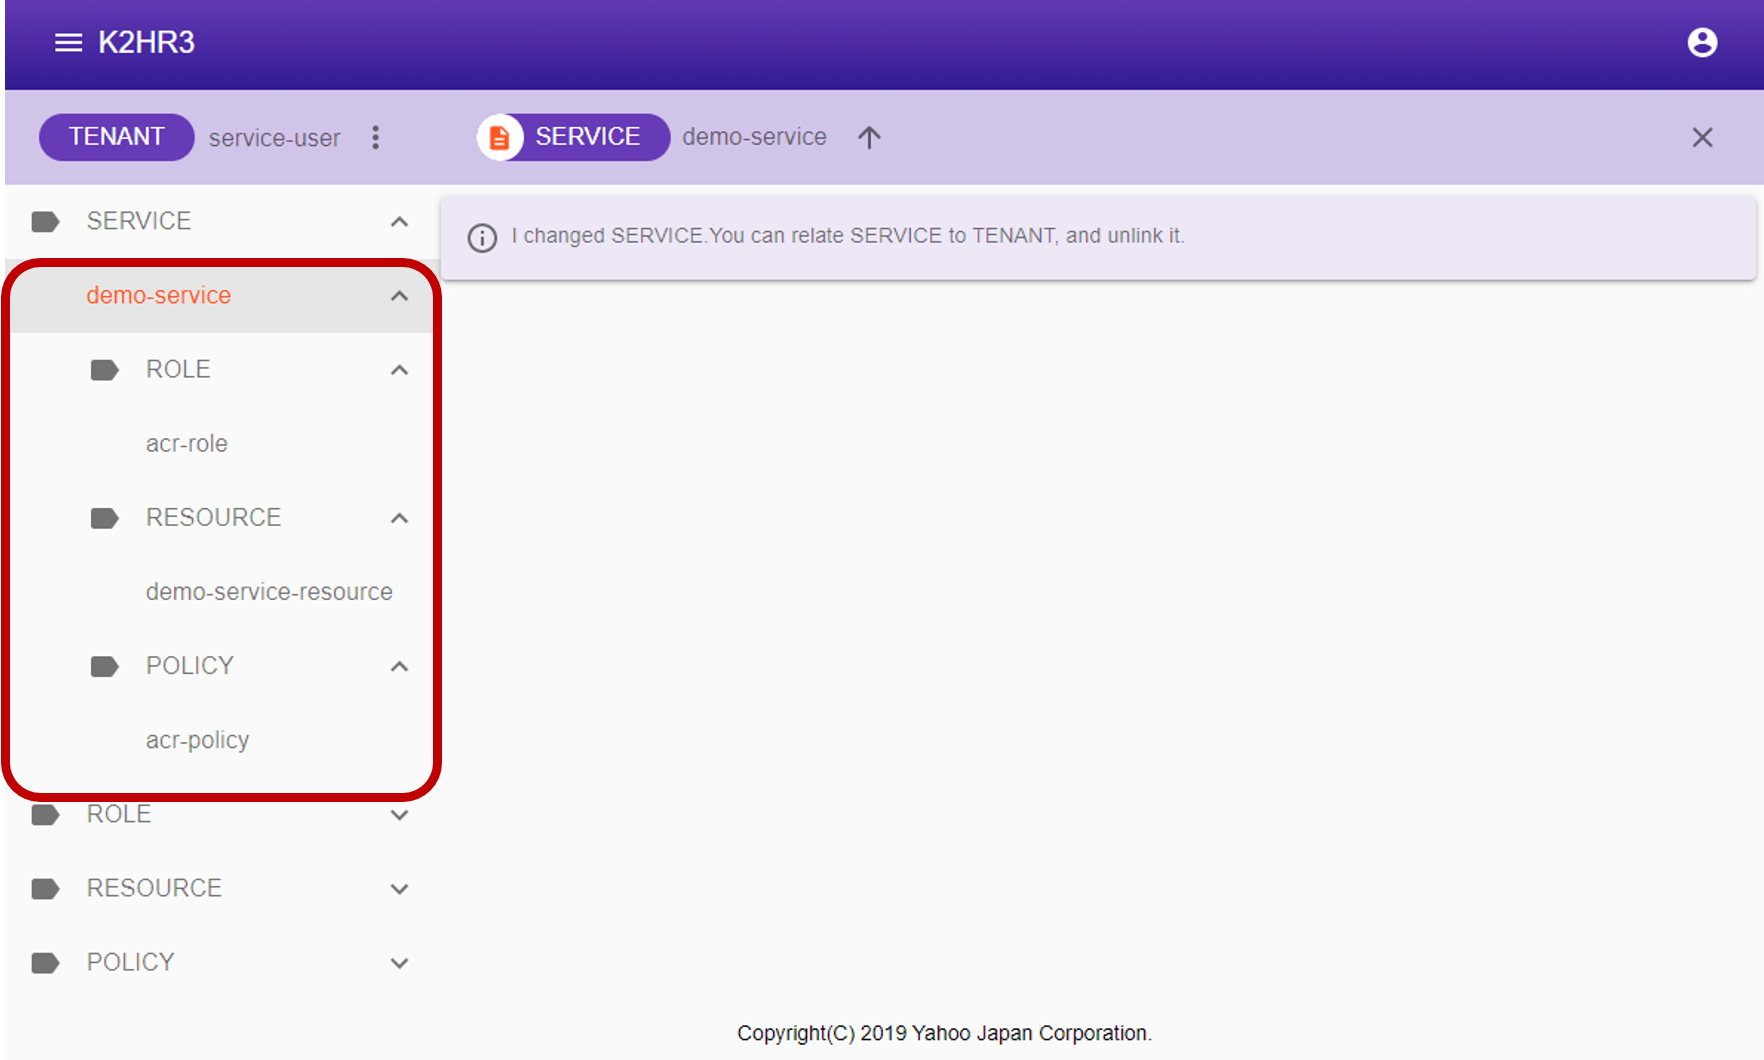 K2HR3
TENANT service-user
SERVICE demo-service
SERVICE
demo-service
ROLE
acr-role
RESOURCE
demo-service-resource
POLICY
acr-policy
ROLE
RESOURCE
POLICY
I changed SERVICE.You can relate SERVICE to TENANT, and unlink it.
Copyright(C) 2019 Yahoo Japan Corporation.